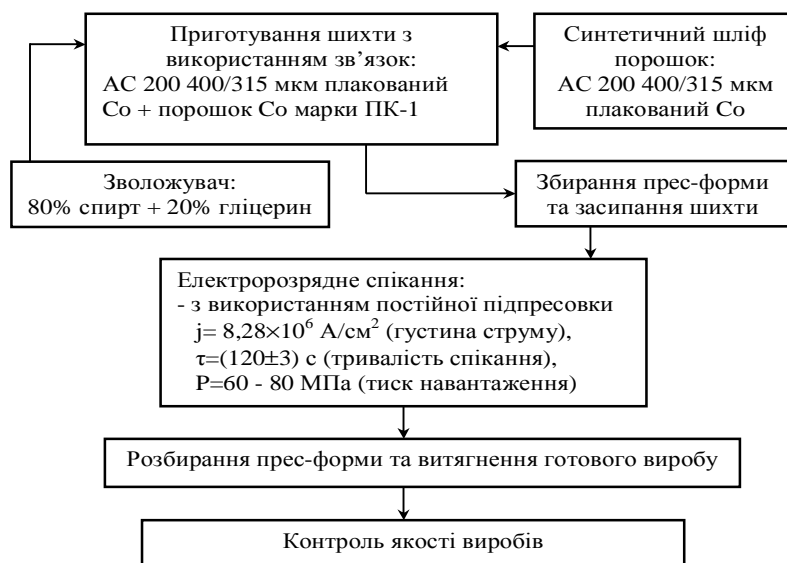 Приготування шихти з
використанням зв’язок:
АС 200 400/315 мкм плакований
Со + порошок Со марки ПК-1
Синтетичний шліф
порошок:
АС 200 400/315 мкм
плакований Со
Зволожувач:
80% спирт + 20% гліцерин
Збирання прес-форми
та засипання шихти
Електророзрядне спікання:
- з використанням постійної підпресовки
j= 8,28×10⁶ А/см² (густина струму),
τ=(120±3) с (тривалість спікання),
Р=60 - 80 МПа (тиск навантаження)
Розбирання прес-форми та витягнення готового виробу
Контроль якості виробів